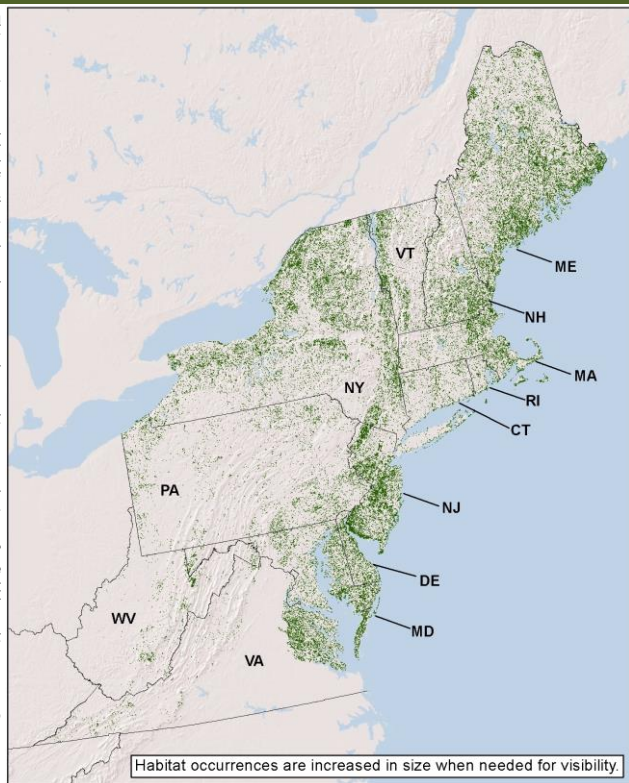 ME
VT
NH
MA
NY
RI
CT
PA
NJ
DE
WV
MD
VA
Habitat occurrences are increased in size when needed for visibility.